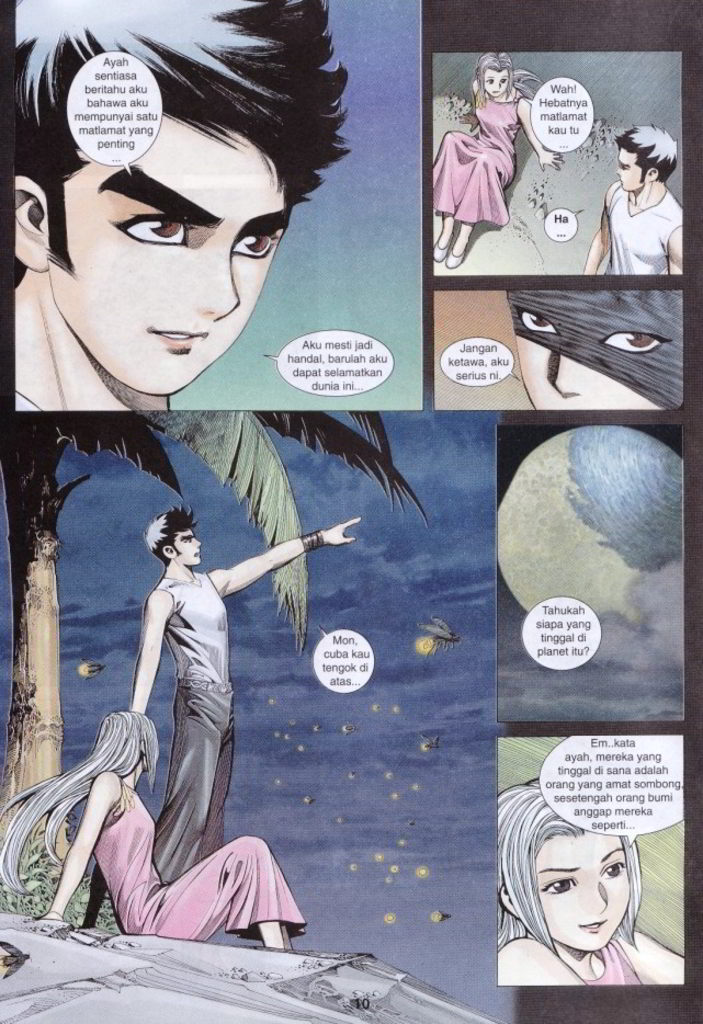 Ayah
sentiasa
beritahu aku
bahawa aku
mempunyai satu
matlamat yang
penting
...
Aku mesti jadi
handal, barulah aku
dapat selamatkan
dunia ini...
Wah!
Hebatnya
matlamat
kau tu
...
Ha
...
Jangan
ketawa, aku
serius ni.
Mon,
cuba kau
tengok di
atas...
Tahukah
siapa yang
tinggal di
planet itu?
Em..kata
ayah, mereka yang
tinggal di sana adalah
orang yang amat sombong,
sesetengah orang bumi
anggap mereka
seperti...
10